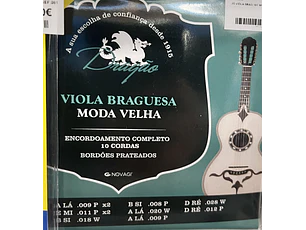 A sua escolha de confiança desde 1915
Dragão
VIOLA BRAGUESA
MODA VELHA
ENCORDOAMENTO COMPLETO
10 CORDAS
BORDÕES PRATEADOS
NOVAGI
A LÁ .009 P x2 B SI .008 P D RÉ .028 W
E MI .011 P x2 A LÁ .020 W D RÉ .012 P
B SI .018 W A LÁ .009 P